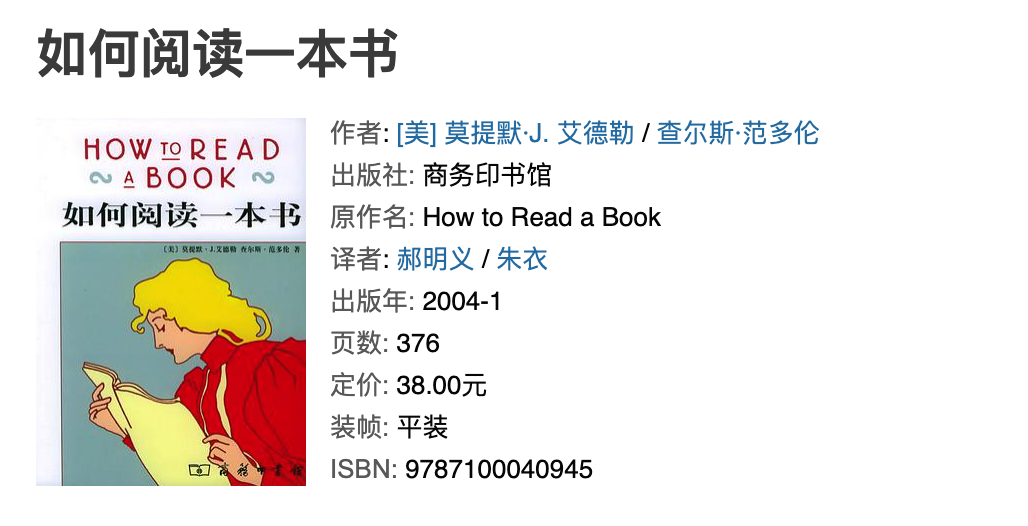 如何阅读一本书
HOW TO READ
A BOOK
如何阅读一本书
〔美〕莫提默·J.艾德勒 查尔斯·范多伦 著
商务印书馆
作者: [美] 莫提默·J. 艾德勒 / 查尔斯·范多伦
出版社: 商务印书馆
原作名: How to Read a Book
译者: 郝明义 / 朱衣
出版年: 2004-1
页数: 376
定价: 38.00元
装帧: 平装
ISBN: 9787100040945